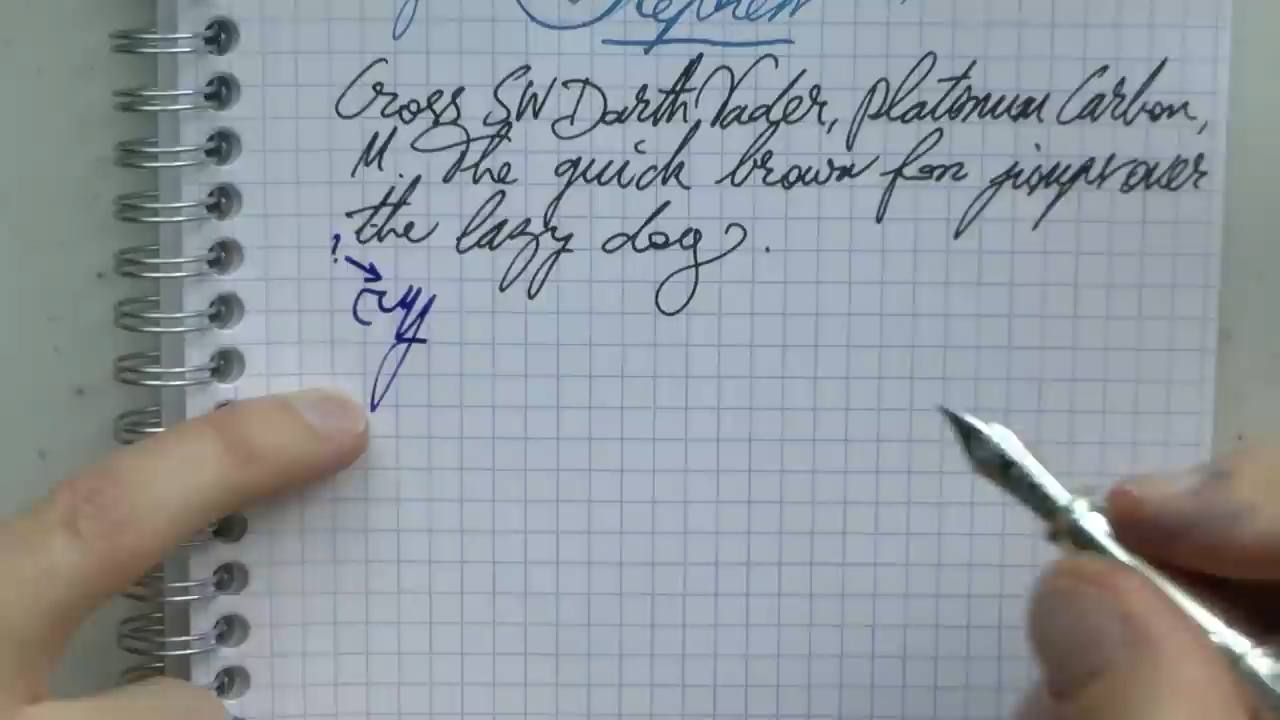 Cross SW Darth Vader, platinum Carbon,
M. The quick brown fox jumps over
the lazy dog.